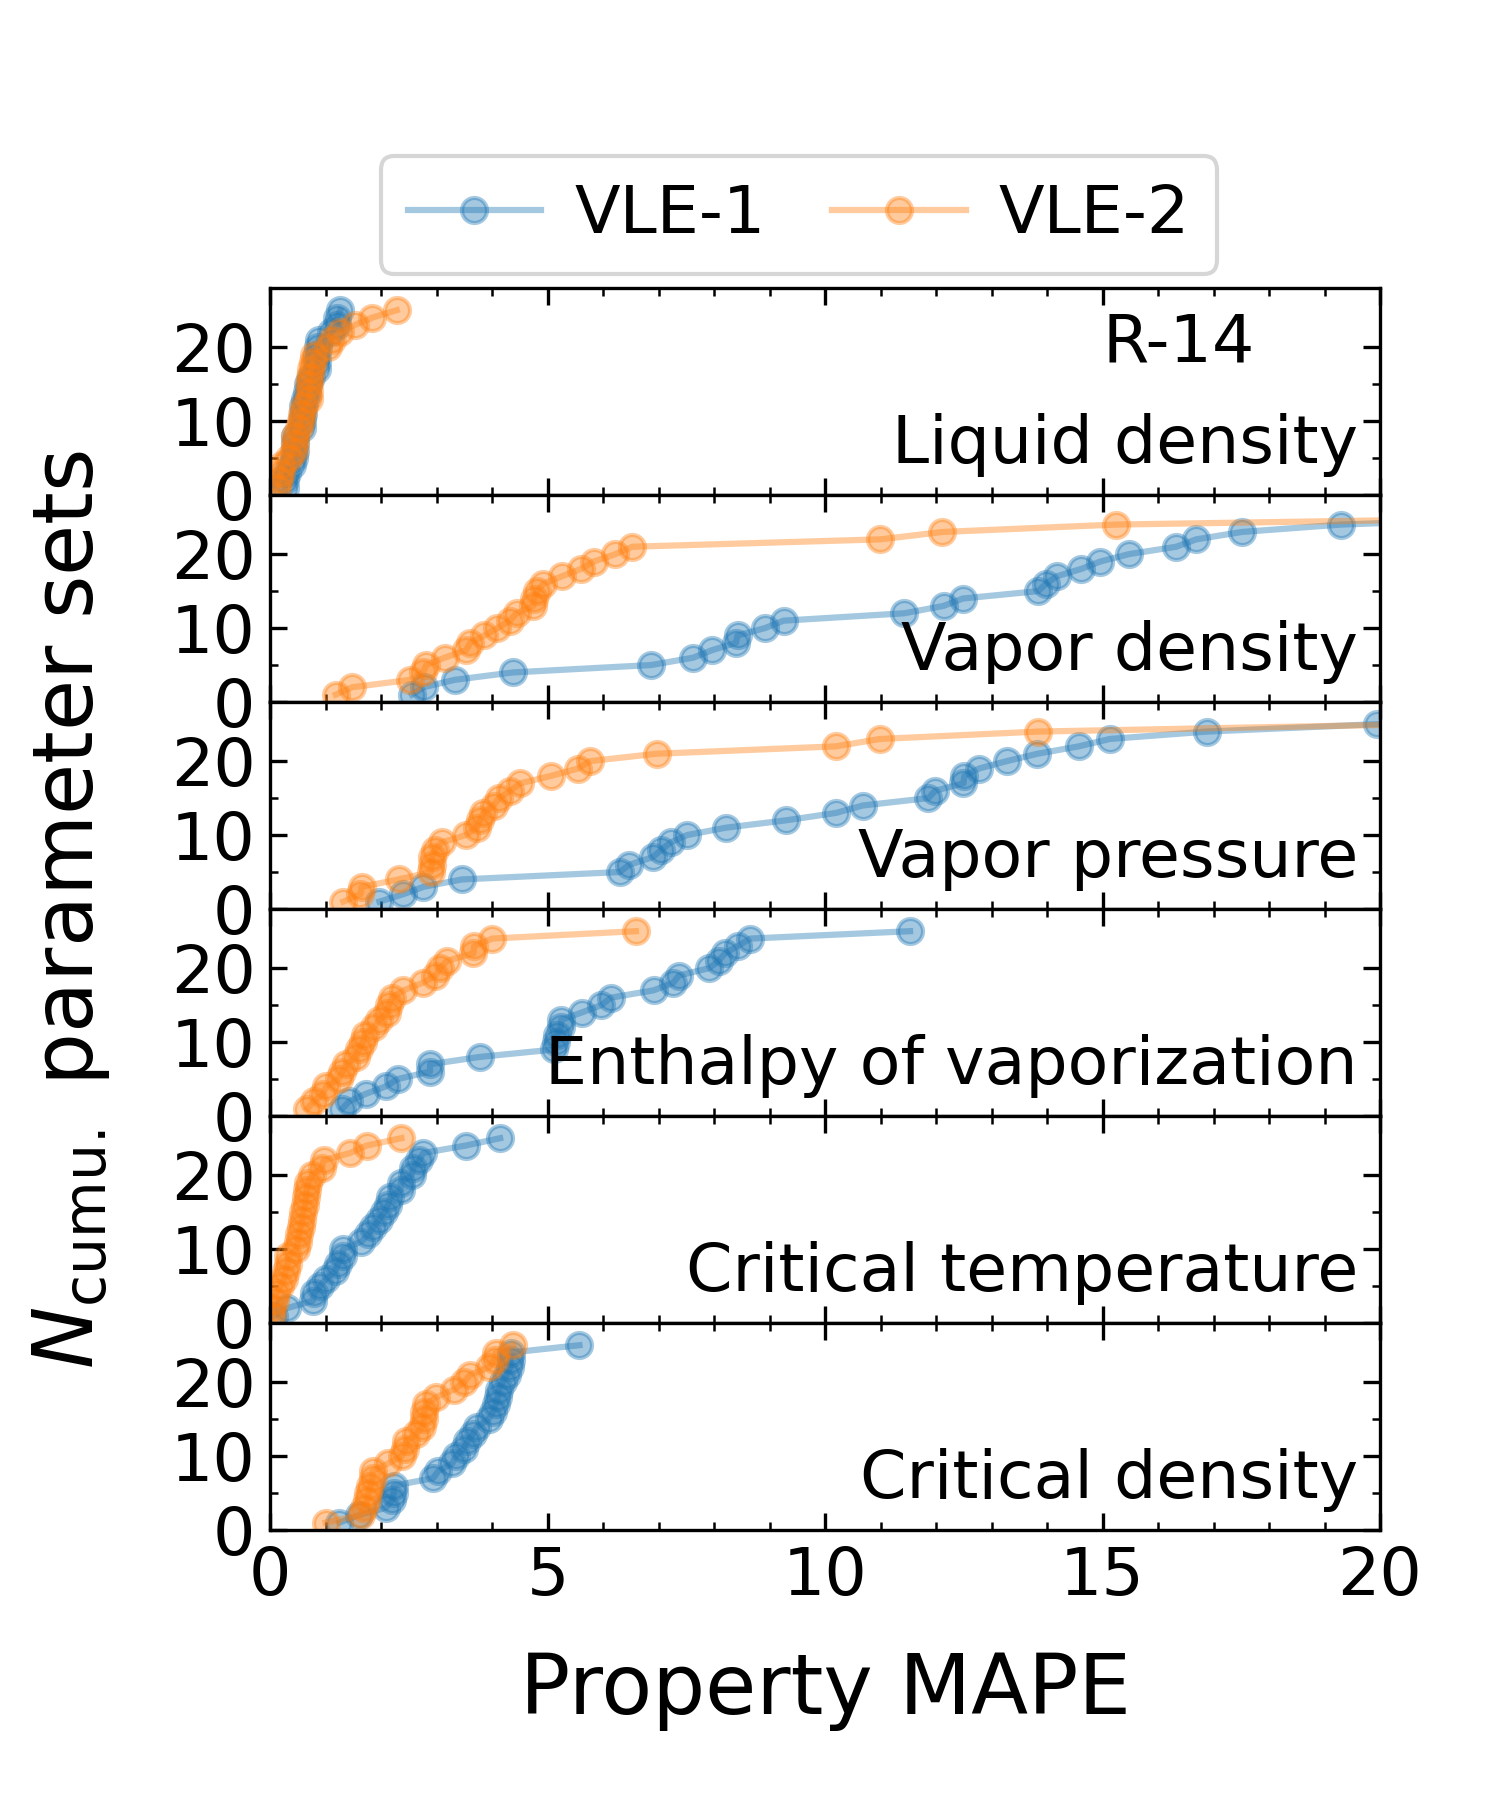 VLE-1 VLE-2
R-14
20
10
0
Liquid density
20
10
0
Vapor density
20
10
0
Vapor pressure
20
10
0
Enthalpy of vaporization
20
10
0
Critical temperature
20
10
0
Critical density
0 5 10 15 20
Property MAPE
Ncumu. parameter sets